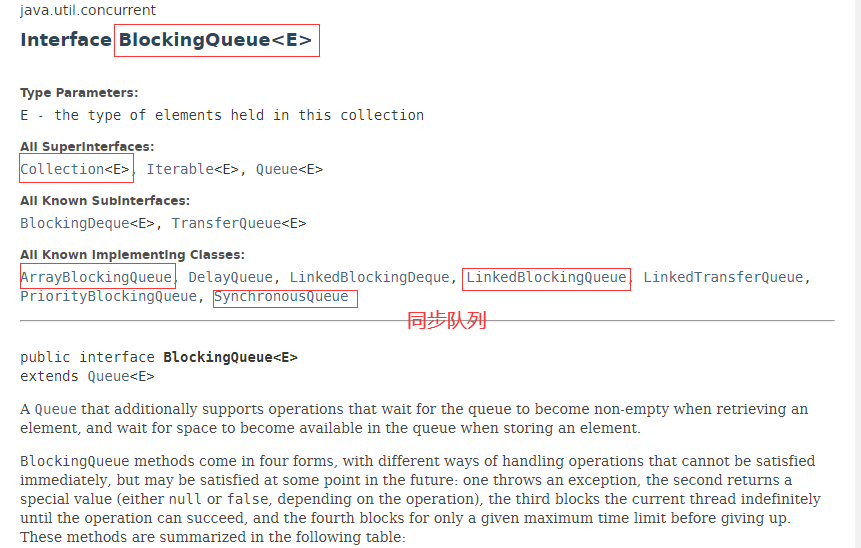 java.util.concurrent
Interface BlockingQueue<E>
Type Parameters:
E - the type of elements held in this collection
All Superinterfaces:
Collection<E>, Iterable<E>, Queue<E>
All Known Subinterfaces:
BlockingDeque<E>, TransferQueue<E>
All Known Implementing Classes:
ArrayBlockingQueue, DelayQueue, LinkedBlockingDeque, LinkedBlockingQueue, LinkedTransferQueue,
PriorityBlockingQueue, SynchronousQueue
同步队列
public interface BlockingQueue<E>
extends Queue<E>
A Queue that additionally supports operations that wait for the queue to become non-empty when retrieving an
element, and wait for space to become available in the queue when storing an element.
BlockingQueue methods come in four forms, with different ways of handling operations that cannot be satisfied
immediately, but may be satisfied at some point in the future: one throws an exception, the second returns a
special value (either null or false, depending on the operation), the third blocks the current thread indefinitely
until the operation can succeed, and the fourth blocks for only a given maximum time limit before giving up.
These methods are summarized in the following table: